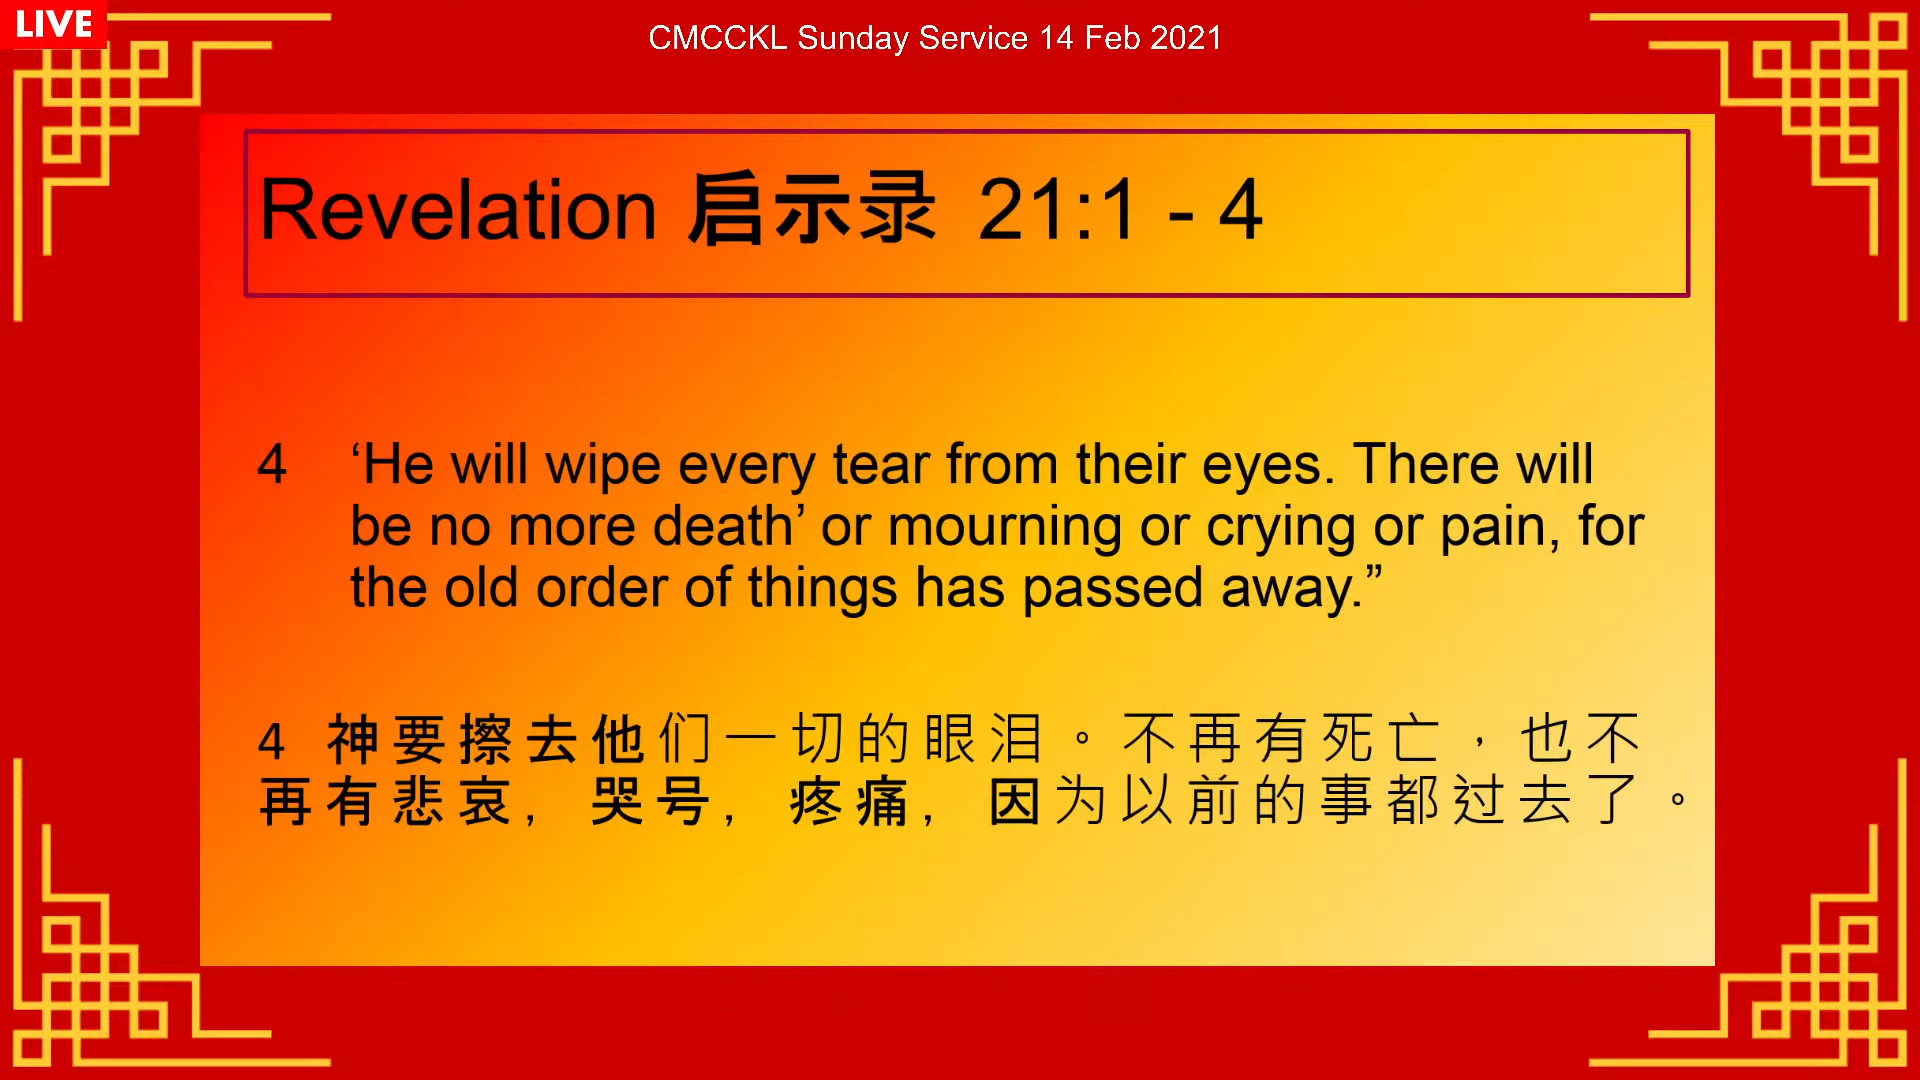 LIVE
CMCCKL Sunday Service 14 Feb 2021
Revelation 启示录 21:1 - 4
4 ‘He will wipe every tear from their eyes. There will
be no more death’ or mourning or crying or pain, for
the old order of things has passed away.”
4 神要擦去他们一切的眼泪。不再有死亡，也不
再有悲哀, 哭号, 疼痛, 因为以前的事都过去了。